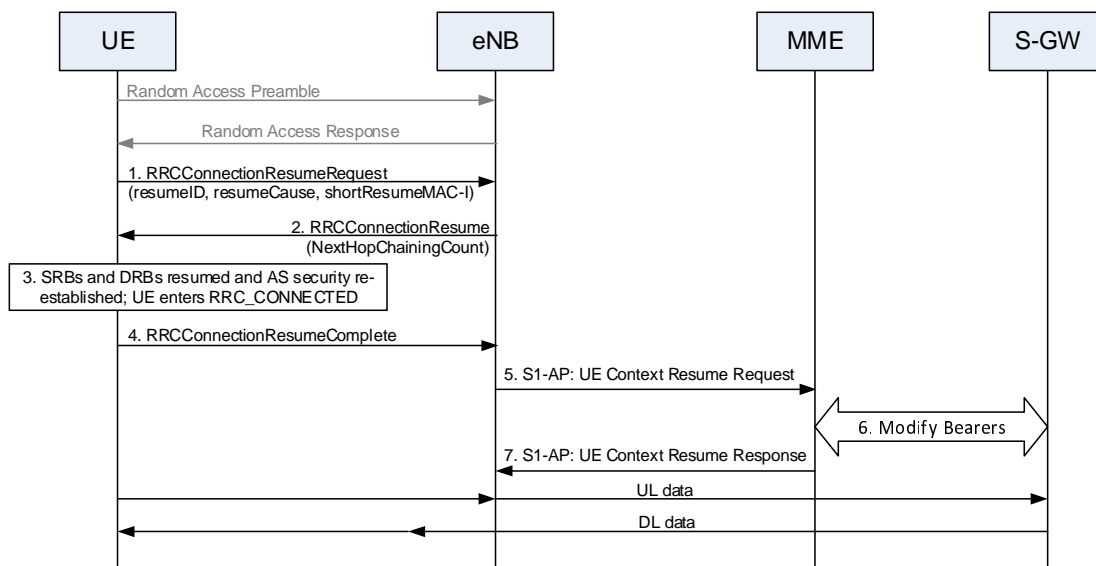 UE
eNB
MME
S-GW
Random Access Preamble
Random Access Response
1. RRCConnectionResumeRequest
(resumeID, resumeCause, shortResumeMAC-I)
2. RRCConnectionResume
(NextHopChainingCount)
3. SRBs and DRBs resumed and AS security re-
established; UE enters RRC_CONNECTED
4. RRCConnectionResumeComplete
5. S1-AP: UE Context Resume Request
6. Modify Bearers
7. S1-AP: UE Context Resume Response
UL data
DL data